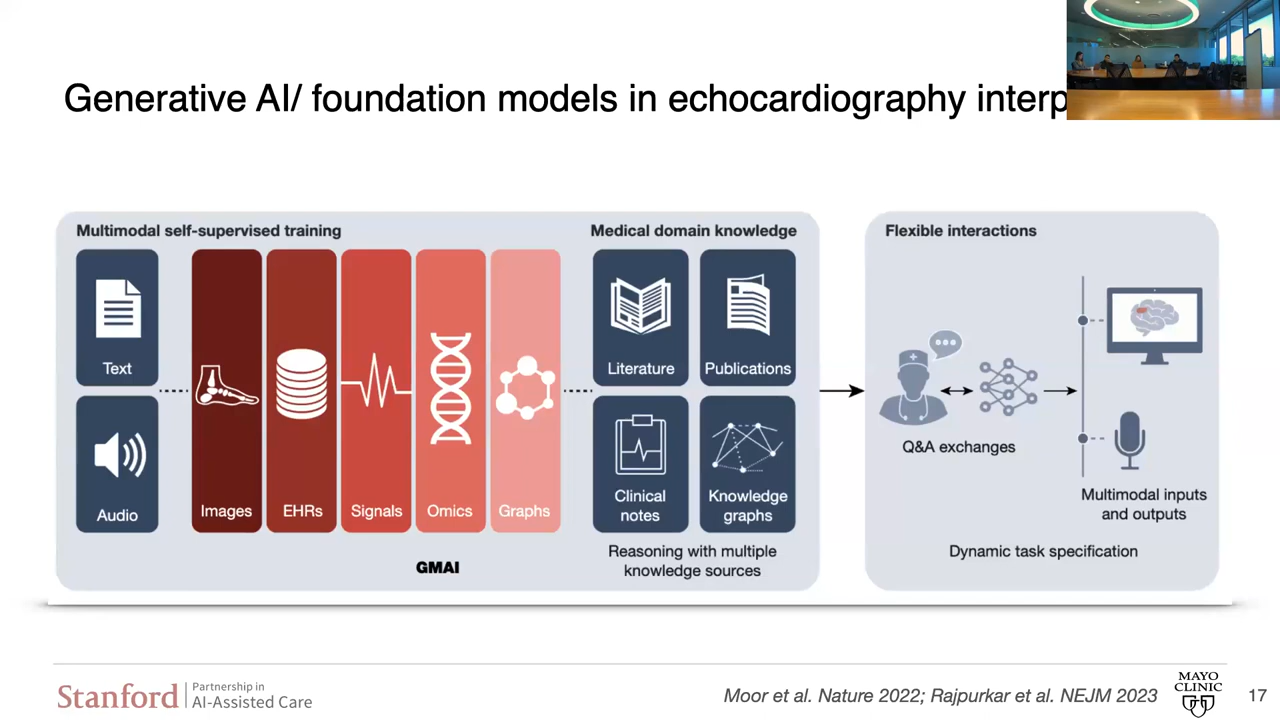 Generative AI/ foundation models in echocardiography interp
Multimodal self-supervised training
Text
Audio
Images
EHRs
Signals
Omics
Graphs
GMAI
Medical domain knowledge
Literature
Publications
Clinical
notes
Knowledge
graphs
Reasoning with multiple
knowledge sources
Flexible interactions
Q&A exchanges
Multimodal inputs
and outputs
Dynamic task specification
Stanford
Partnership in
AI-Assisted Care
Moor et al. Nature 2022; Rajpurkar et al. NEJM 2023
MAYO
CLINIC
17